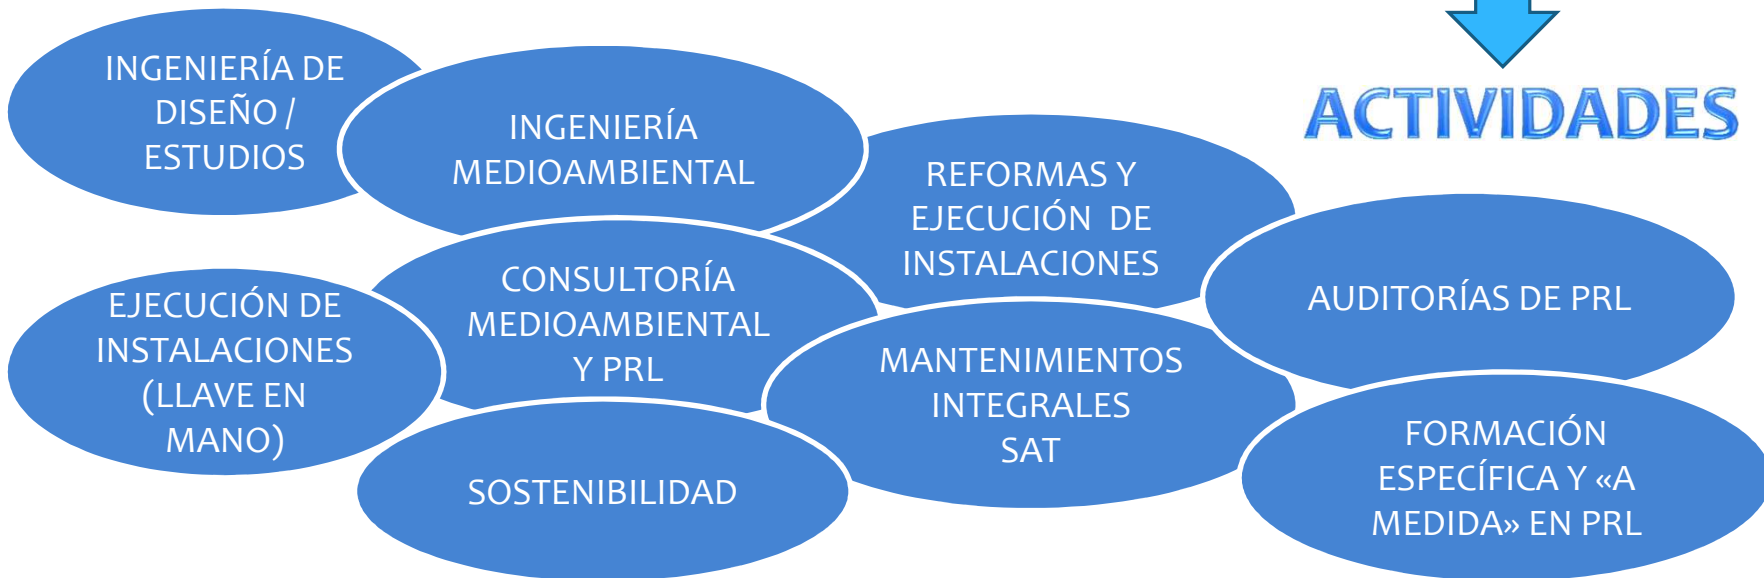 INGENIERÍA DE
DISEÑO /
ESTUDIOS
INGENIERÍA
MEDIOAMBIENTAL
ACTIVIDADES
REFORMAS Y
EJECUCIÓN DE
INSTALACIONES
EJECUCIÓN DE
INSTALACIONES
(LLAVE EN
MANO)
CONSULTORÍA
MEDIOAMBIENTAL
Y PRL
AUDITORÍAS DE PRL
MANTENIMIENTOS
INTEGRALES
SAT
SOSTENIBILIDAD
FORMACIÓN
ESPECÍFICA Y «A
MEDIDA» EN PRL